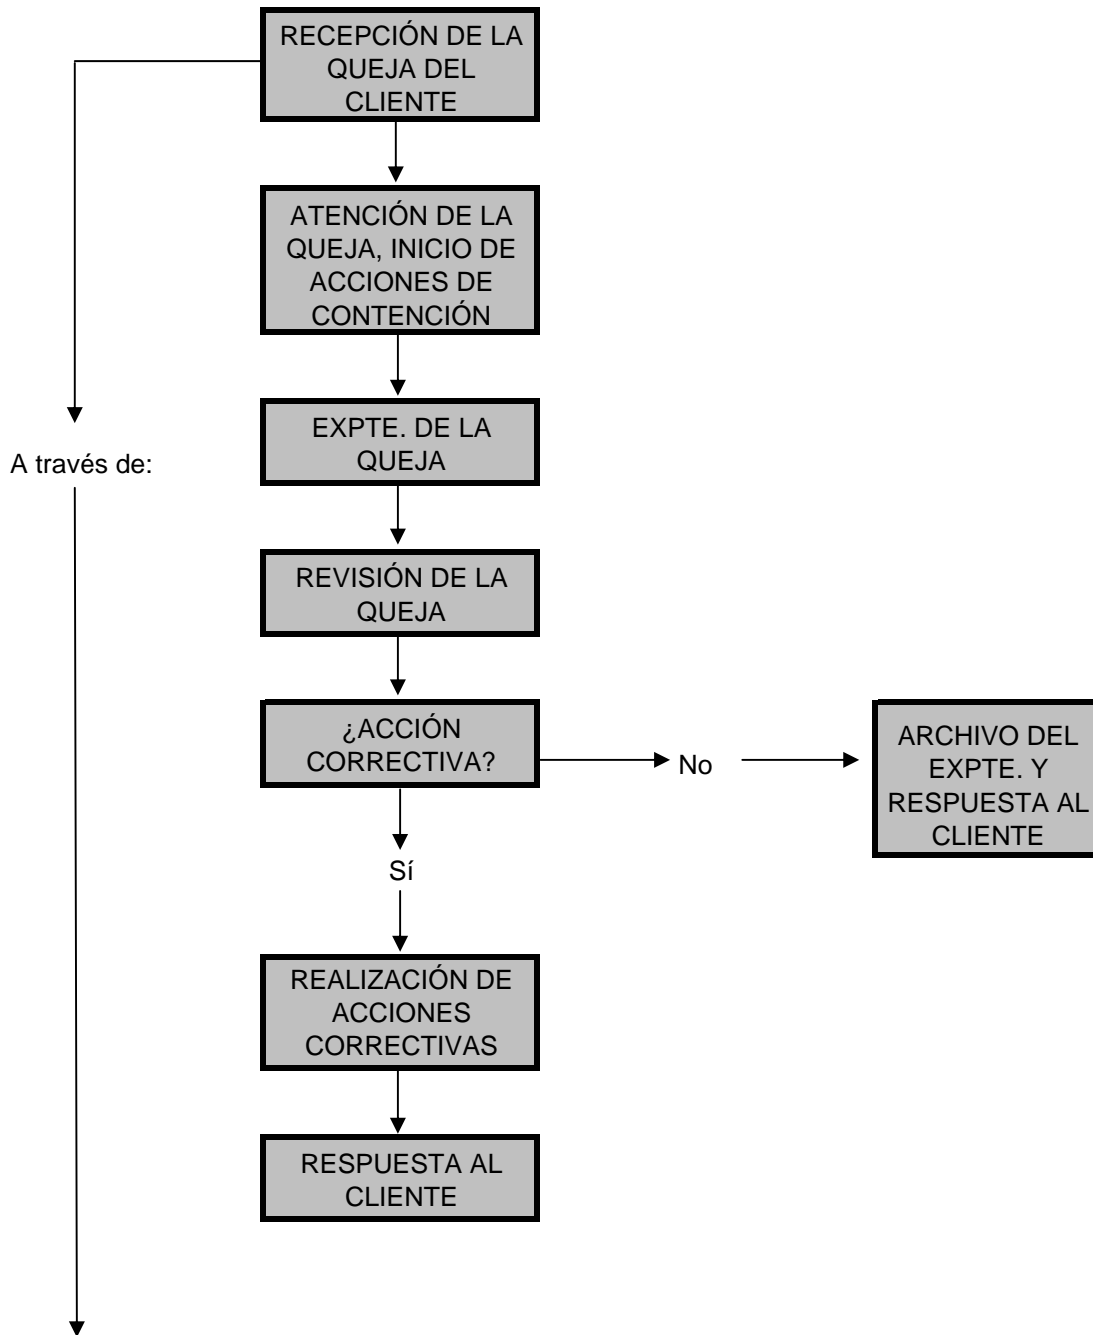 RECEPCIÓN DE LA
QUEJA DEL
CLIENTE
ATENCIÓN DE LA
QUEJA, INICIO DE
ACCIONES DE
CONTENCIÓN
EXPTE. DE LA
QUEJA
A través de:
REVISIÓN DE LA
QUEJA
¿ACCIÓN
CORRECTIVA?
No
ARCHIVO DEL
EXPTE. Y
RESPUESTA AL
CLIENTE
Sí
REALIZACIÓN DE
ACCIONES
CORRECTIVAS
RESPUESTA AL
CLIENTE